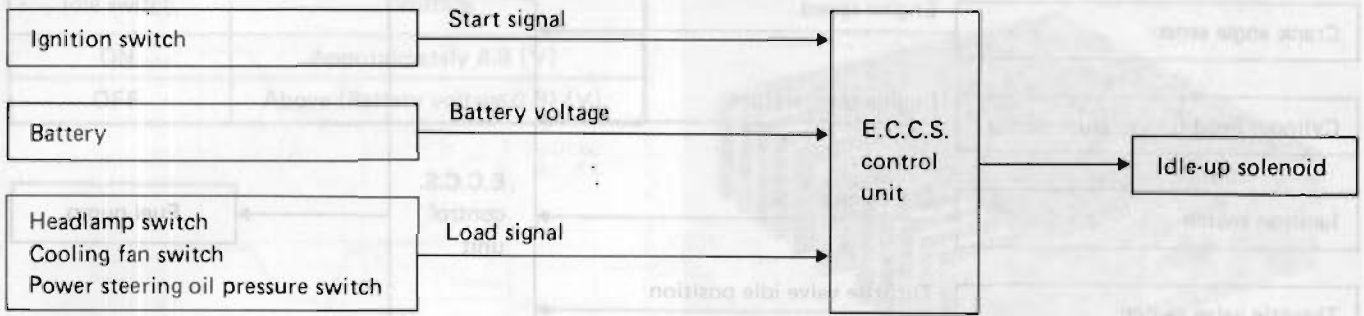 Ignition switch
Start signal
Battery
Battery voltage
Headlamp switch
Cooling fan switch
Power steering oil pressure switch
Load signal
E.C.C.S.
control
unit
Idle-up solenoid